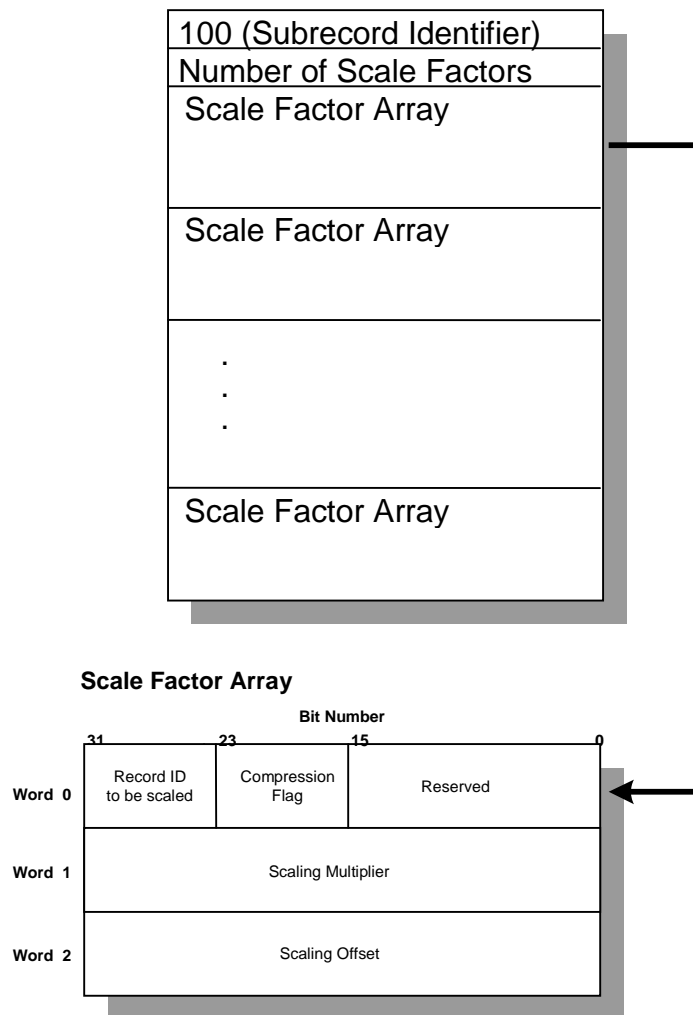 100 (Subrecord Identifier)
Number of Scale Factors
Scale Factor Array
Scale Factor Array
.
.
.
Scale Factor Array
Scale Factor Array
Bit Number
31 23 15 0
Word 0
Record ID
to be scaled
Compression
Flag
Reserved
Word 1
Scaling Multiplier
Word 2
Scaling Offset